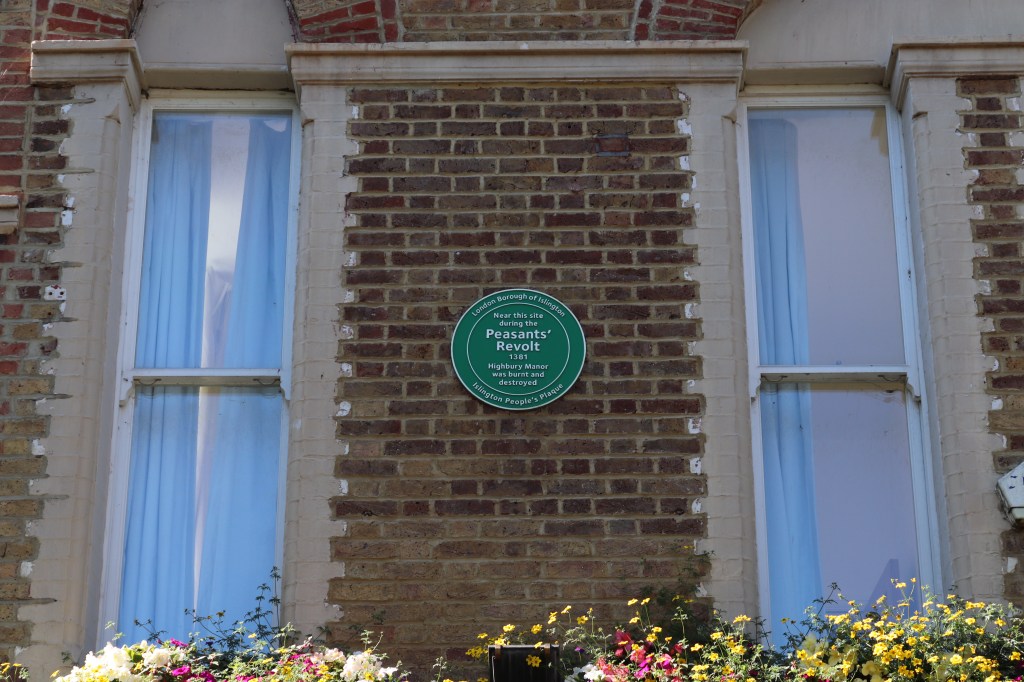 London Borough of Islington
Near this site
during the
Peasants'
Revolt
1381
Highbury Manor
was burnt and
destroyed
Islington People's Plaque